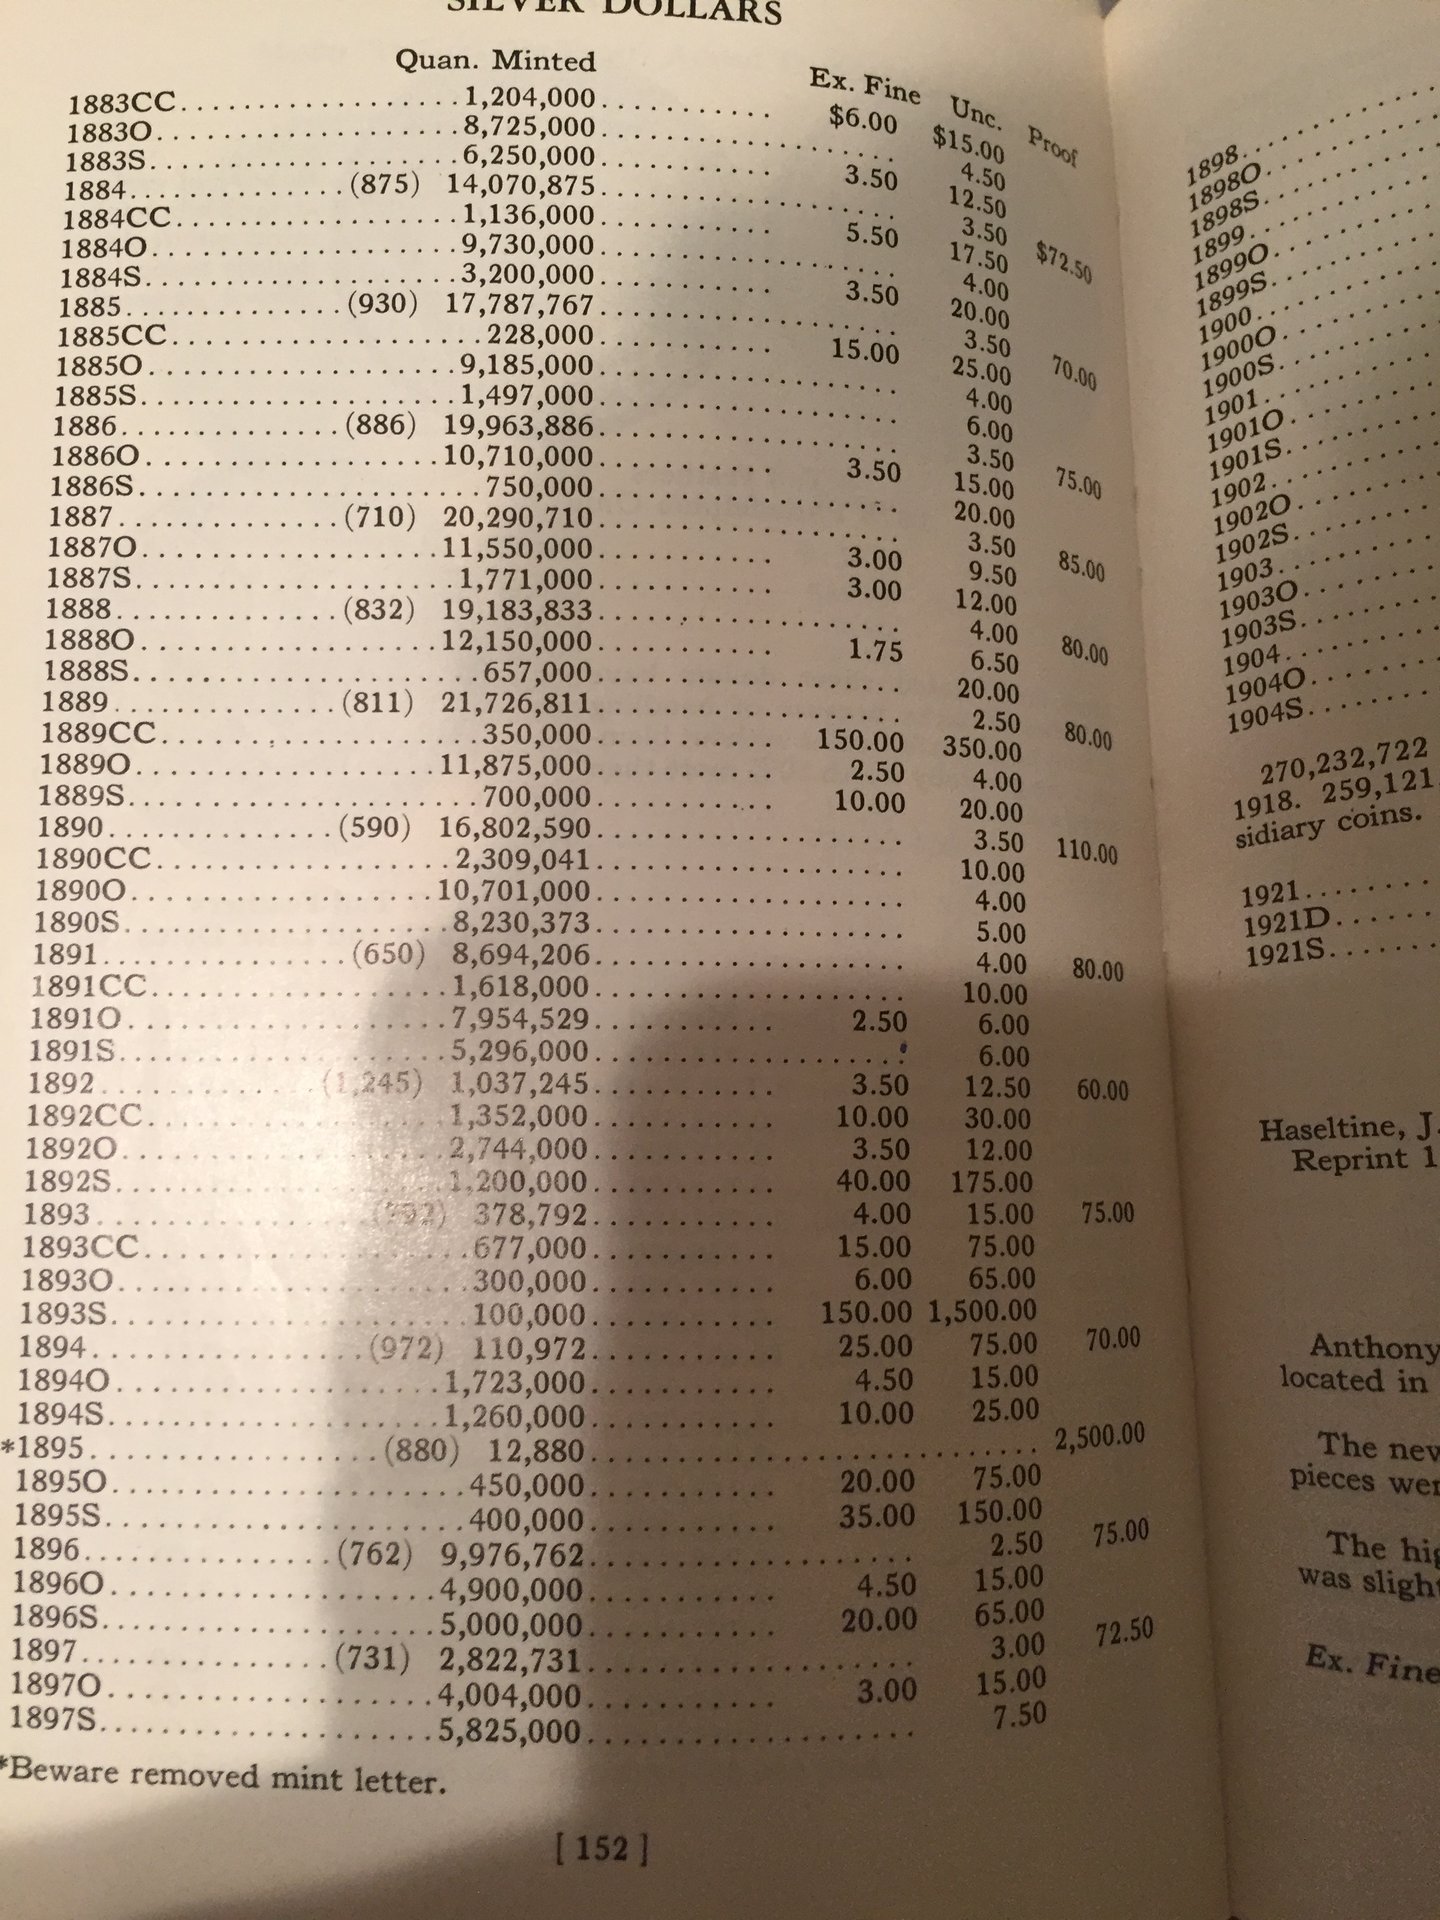 SILVER DOLLARS
Quan. Minted Ex. Fine Unc. Proof
1883CC.....1,204,000..... $6.00 $15.00
1883O.....8,725,000..... 4.50
1883S.....6,250,000..... 3.50 12.50
1884.....(875) 14,070,875..... 3.50 $72.50
1884CC.....1,136,000..... 5.50 17.50
1884O.....9,730,000..... 4.00
1884S.....3,200,000..... 3.50 20.00
1885.....(930) 17,787,767..... 3.50 70.00
1885CC.....228,000..... 15.00 25.00
1885O.....9,185,000..... 4.00
1885S.....1,497,000..... 6.00
1886.....(886) 19,963,886..... 3.50 75.00
1886O.....10,710,000..... 3.50 15.00
1886S.....750,000..... 20.00
1887.....(710) 20,290,710..... 3.50 85.00
1887O.....11,550,000..... 3.00 9.50
1887S.....1,771,000..... 3.00 12.00
1888.....(832) 19,183,833..... 4.00 80.00
1888O.....12,150,000..... 1.75 6.50
1888S.....657,000..... 20.00
1889.....(811) 21,726,811..... 2.50 80.00
1889CC.....350,000..... 150.00 350.00
1889O.....11,875,000..... 2.50 4.00
1889S.....700,000..... 10.00 20.00
1890.....(590) 16,802,590..... 3.50 110.00
1890CC.....2,309,041..... 10.00
1890O.....10,701,000..... 4.00
1890S.....8,230,373..... 5.00
1891.....(650) 8,694,206..... 4.00 80.00
1891CC.....1,618,000..... 10.00
1891O.....7,954,529..... 2.50 6.00
1891S.....5,296,000..... 6.00
1892.....(1,245) 1,037,245..... 3.50 12.50 60.00
1892CC.....1,352,000..... 10.00 30.00
1892O.....2,744,000..... 3.50 12.00
1892S.....1,200,000..... 40.00 175.00
1893.....(792) 378,792..... 4.00 15.00 75.00
1893CC.....677,000..... 15.00 75.00
1893O.....300,000..... 6.00 65.00
1893S.....100,000..... 150.00 1,500.00
1894.....(972) 110,972..... 25.00 75.00 70.00
1894O.....1,723,000..... 4.50 15.00
1894S.....1,260,000..... 10.00 25.00
*1895.....(880) 12,880..... 2,500.00
1895O.....450,000..... 20.00 75.00
1895S.....400,000..... 35.00 150.00
1896.....(762) 9,976,762..... 2.50 75.00
1896O.....4,900,000..... 4.50 15.00
1896S.....5,000,000..... 20.00 65.00
1897.....(731) 2,822,731..... 3.00 72.50
1897O.....4,004,000..... 3.00 15.00
1897S.....5,825,000..... 7.50
*Beware removed mint letter.
[ 152 ]
1898.....
1898O.....
1898S.....
1899.....
1899O.....
1899S.....
1900.....
1900O.....
1900S.....
1901.....
1901O.....
1901S.....
1902.....
1902O.....
1902S.....
1903.....
1903O.....
1903S.....
1904.....
1904O.....
1904S.....
270,232,722
1918. 259,121
sidiary coins.
1921.....
1921D.....
1921S.....
Haseltine, J.
Reprint 1
Anthony
located in
The new
pieces wer
The hig
was slight
Ex. Fine